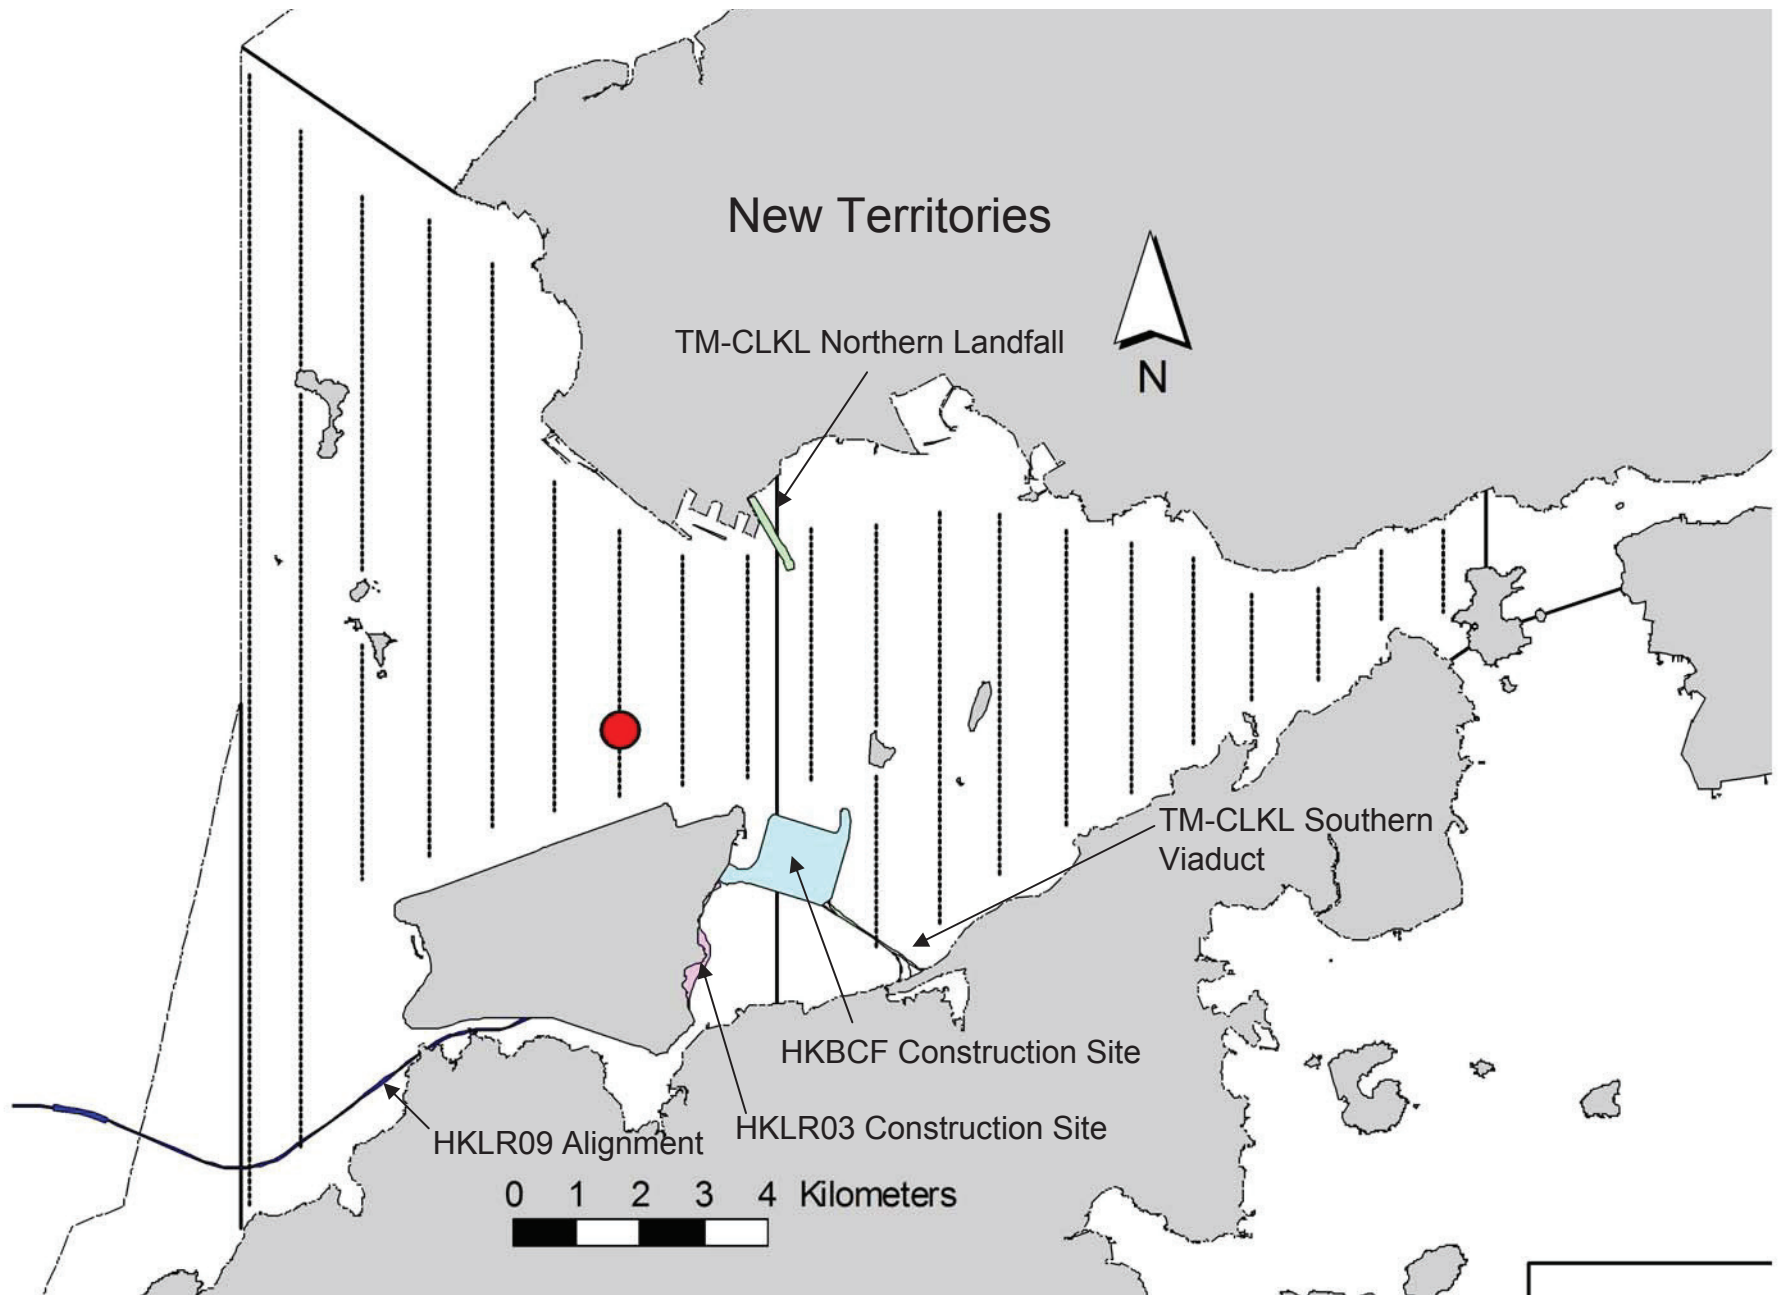 New Territories
TM-CLKL Northern Landfall
N
TM-CLKL Southern
Viaduct
HKBCF Construction Site
HKLR03 Construction Site
HKLR09 Alignment
0 1 2 3 4 Kilometers